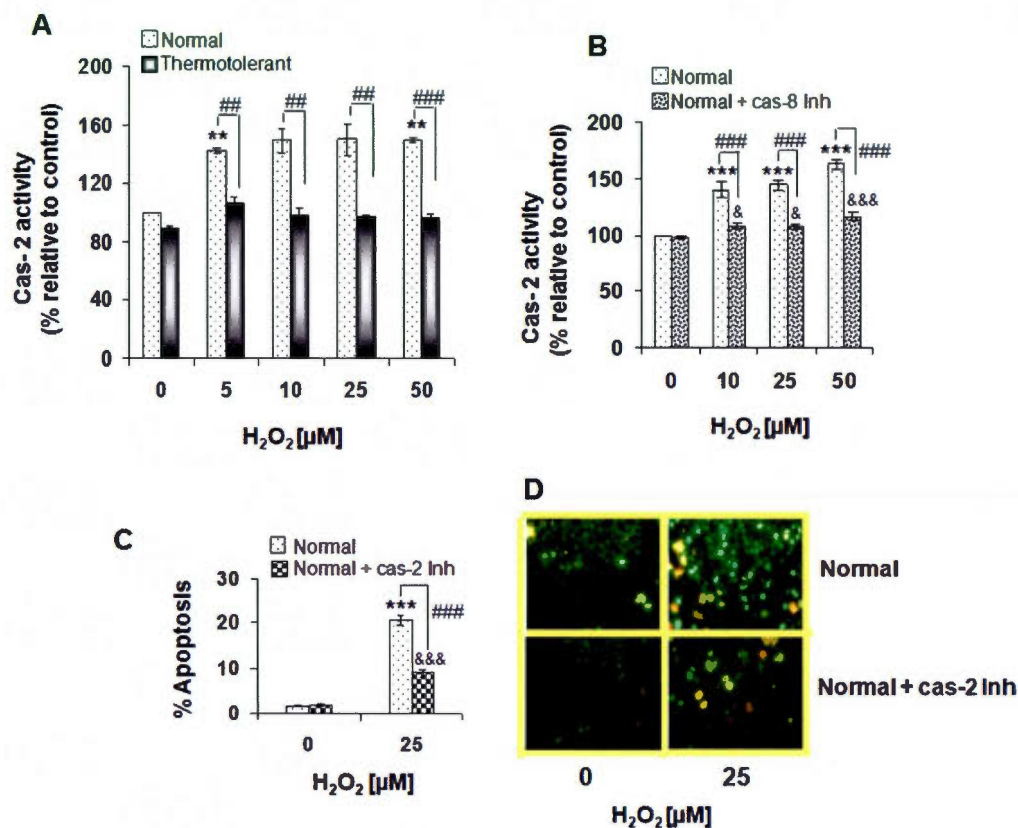 A
Normal
Thermotolerant
200
160
120
80
40
0
Cas-2 activity
(% relative to control)
##
##
##
###
**
**
0 5 10 25 50
H₂O₂ [µM]
B
Normal
Normal + cas-8 Inh
200
150
100
50
0
Cas-2 activity
(% relative to control)
###
###
###
***
***
***
&
&
&&&
0 10 25 50
H₂O₂ [µM]
C
Normal
Normal + cas-2 Inh
30
20
10
0
% Apoptosis
***
###
&&&
0 25
H₂O₂ [µM]
D
Normal
Normal + cas-2 Inh
0 25
H₂O₂ [µM]